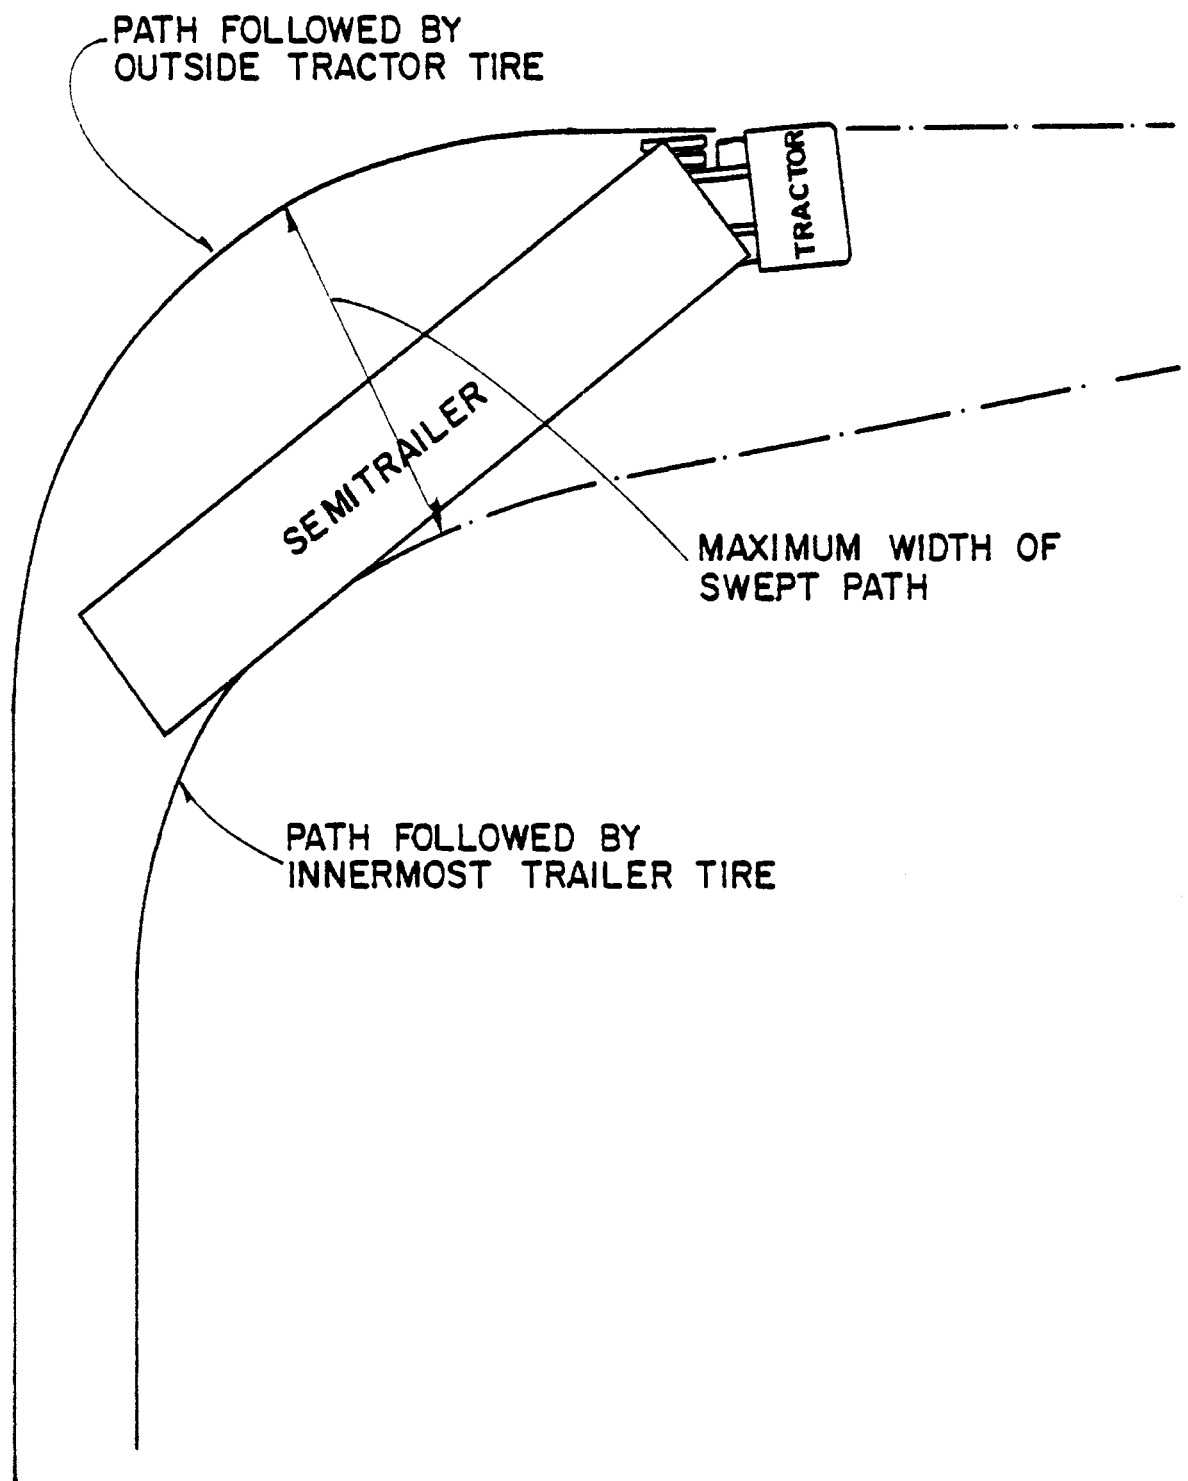 PATH FOLLOWED BY
OUTSIDE TRACTOR TIRE
TRACTOR
SEMITRAILER
MAXIMUM WIDTH OF
SWEPT PATH
PATH FOLLOWED BY
INNERMOST TRAILER TIRE